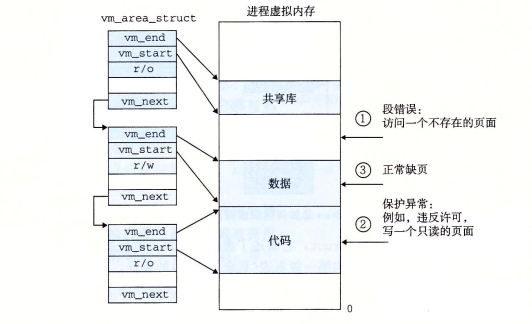 vm_area_struct
进程虚拟内存
vm_end
vm_start
r/o
vm_next
vm_end
vm_start
r/w
vm_next
vm_end
vm_start
r/o
vm_next
共享库
数据
代码
0
① 段错误：
访问一个不存在的页面
③ 正常缺页
② 保护异常：
例如，违反许可，
写一个只读的页面